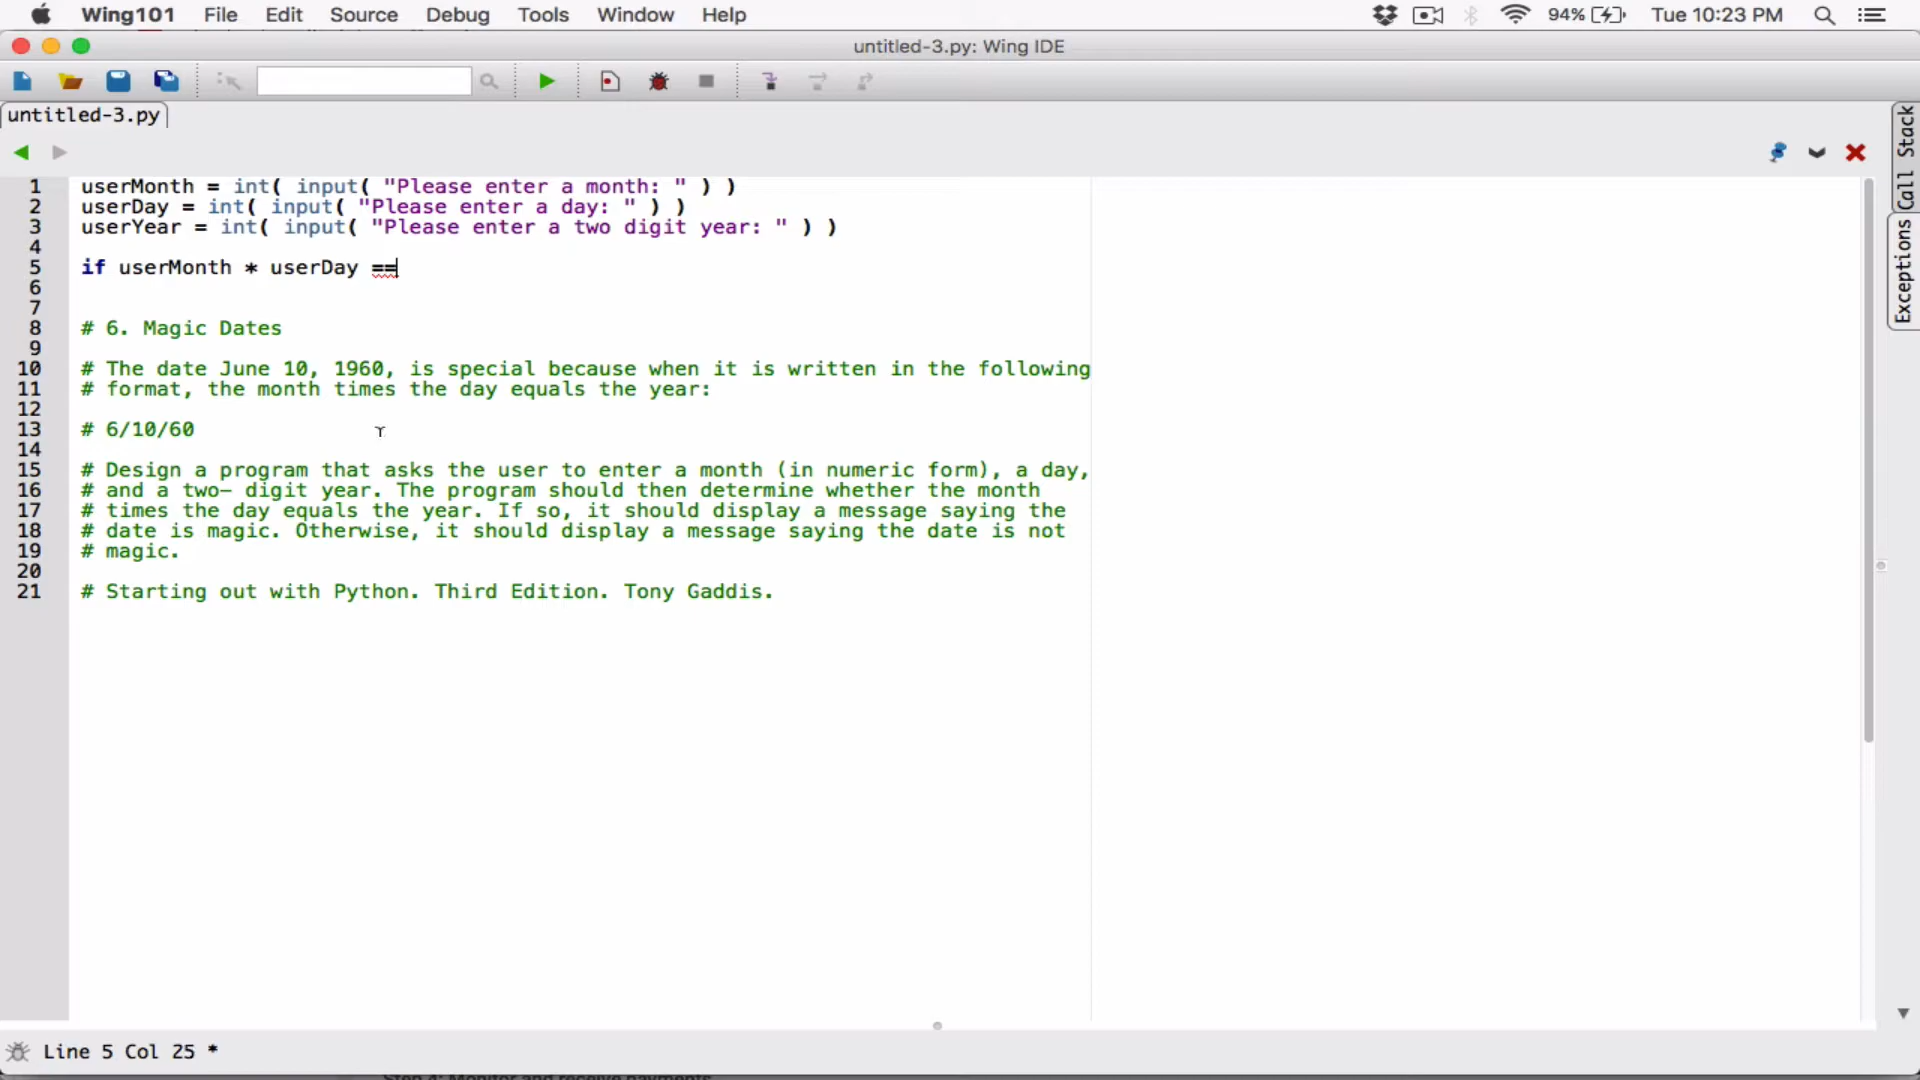 Wing101 File Edit Source Debug Tools Window Help 94% Tue 10:23 PM
untitled-3.py: Wing IDE
untitled-3.py
Call Stack
Exceptions
1 userMonth = int( input( "Please enter a month: " ) )
2 userDay = int( input( "Please enter a day: " ) )
3 userYear = int( input( "Please enter a two digit year: " ) )
4
5 if userMonth * userDay ==
6
7
8 # 6. Magic Dates
9
10 # The date June 10, 1960, is special because when it is written in the following
11 # format, the month times the day equals the year:
12
13 # 6/10/60
14
15 # Design a program that asks the user to enter a month (in numeric form), a day,
16 # and a two- digit year. The program should then determine whether the month
17 # times the day equals the year. If so, it should display a message saying the
18 # date is magic. Otherwise, it should display a message saying the date is not
19 # magic.
20
21 # Starting out with Python. Third Edition. Tony Gaddis.
Line 5 Col 25 *
Step 4: Monitor and receive payments